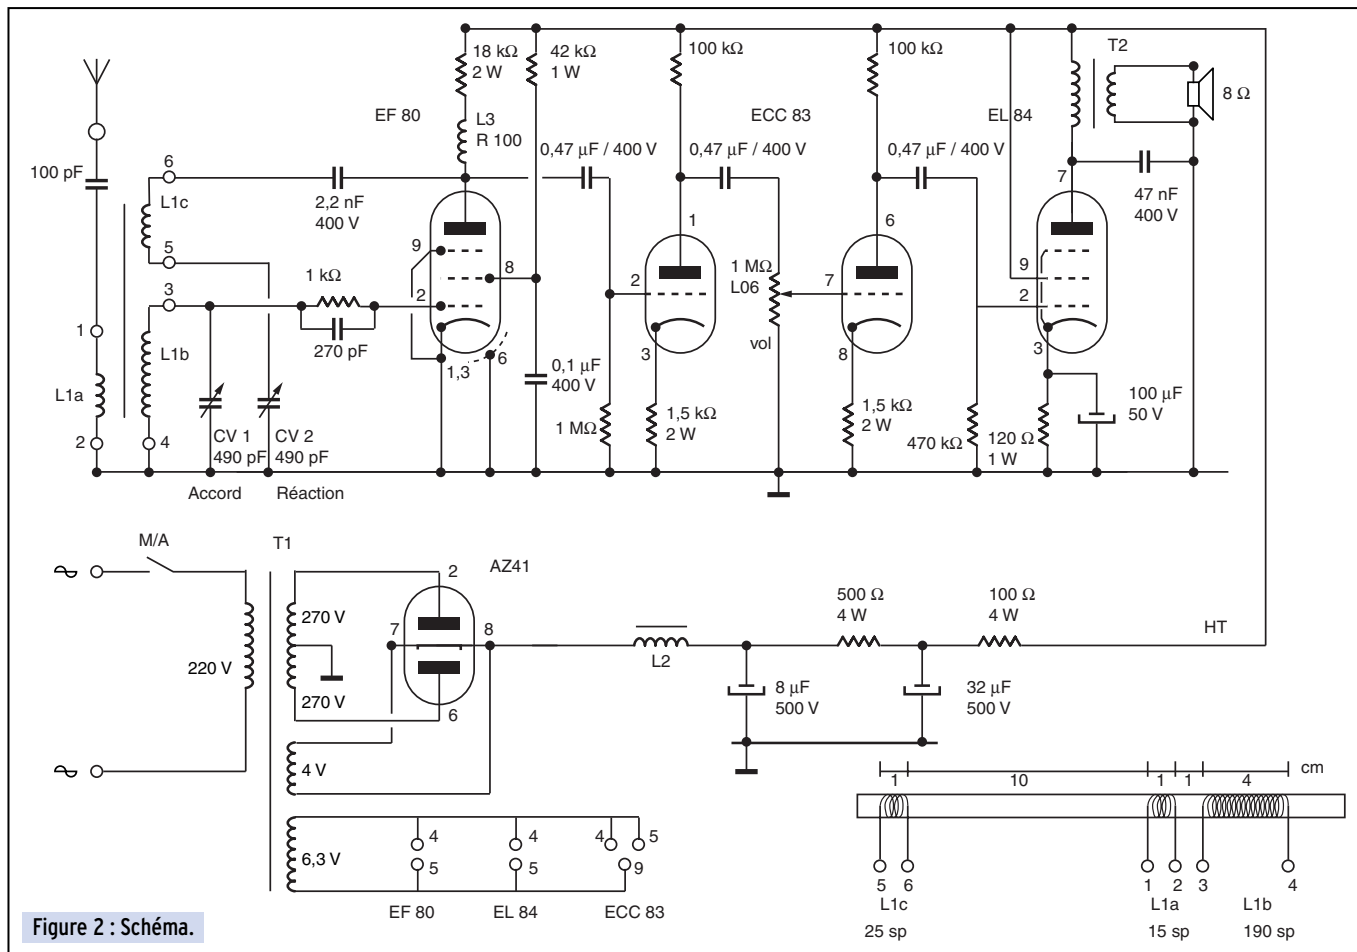 18 kΩ
2 W
42 kΩ
1 W
100 kΩ
100 kΩ
T2
EF 80
L3
R 100
ECC 83
EL 84
8 Ω
0,47 µF / 400 V
0,47 µF / 400 V
0,47 µF / 400 V
100 pF
6
L1c
5
3
2,2 nF
400 V
47 nF
400 V
7
1
6
9
8
2
1 kΩ
270 pF
2
1 MΩ
L06
vol
7
9
2
1
L1a
2
L1b
4
1,3
6
0,1 µF
400 V
3
8
3
CV 1
490 pF
CV 2
490 pF
1 MΩ
1,5 kΩ
2 W
1,5 kΩ
2 W
470 kΩ
120 Ω
1 W
100 µF
50 V
Accord
Réaction
M/A
T1
2
AZ41
220 V
270 V
270 V
7
8
6
500 Ω
4 W
100 Ω
4 W
HT
L2
8 µF
500 V
32 µF
500 V
4 V
6,3 V
4
5
4
5
4
5
9
EF 80
EL 84
ECC 83
1
10
1
1
4
cm
5
6
1
2
3
4
L1c
L1a
L1b
25 sp
15 sp
190 sp
Figure 2 : Schéma.